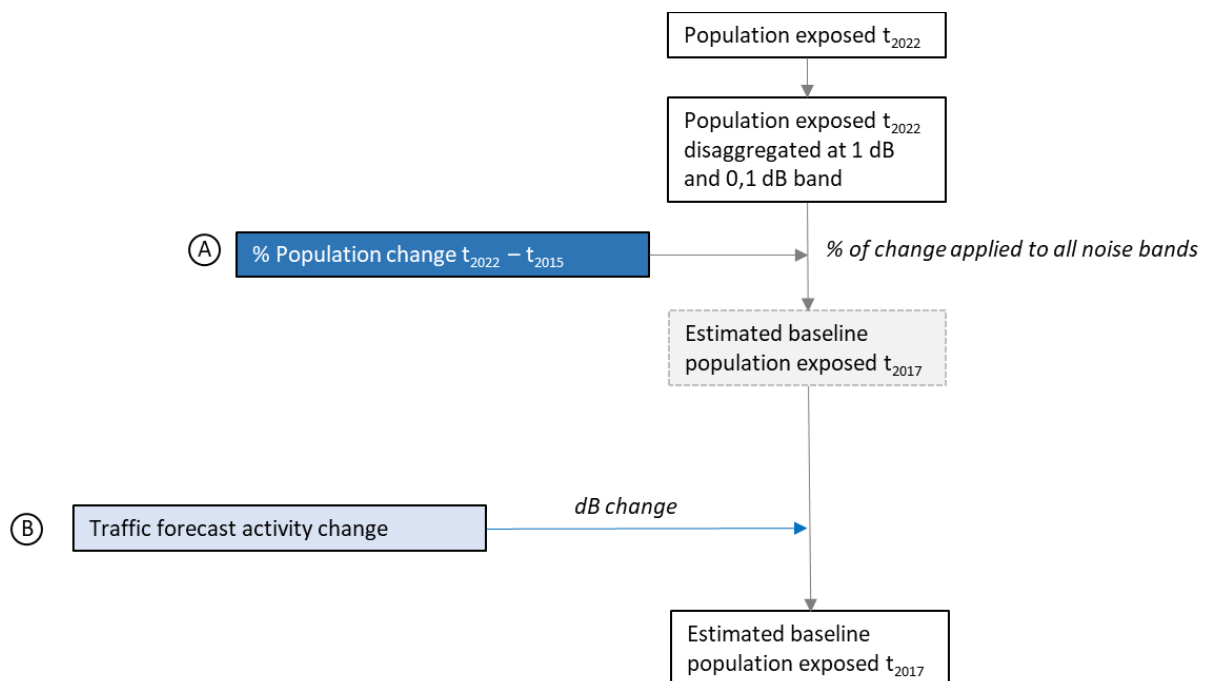 Population exposed t2022
Population exposed t2022
disaggregated at 1 dB
and 0,1 dB band
A
% Population change t2022 – t2015
% of change applied to all noise bands
Estimated baseline
population exposed t2017
dB change
B
Traffic forecast activity change
Estimated baseline
population exposed t2017